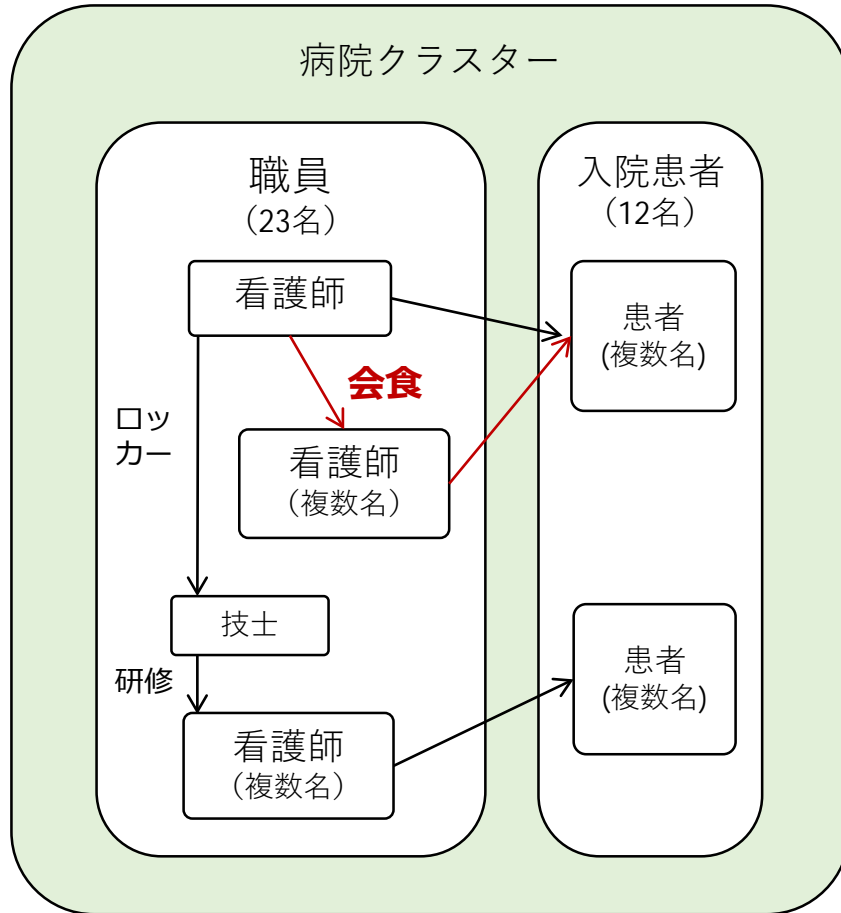 病院クラスター
職員
（23名）
入院患者
（12名）
看護師
患者
(複数名)
会食
ロッ
カー
看護師
（複数名）
技士
研修
患者
(複数名)
看護師
（複数名）